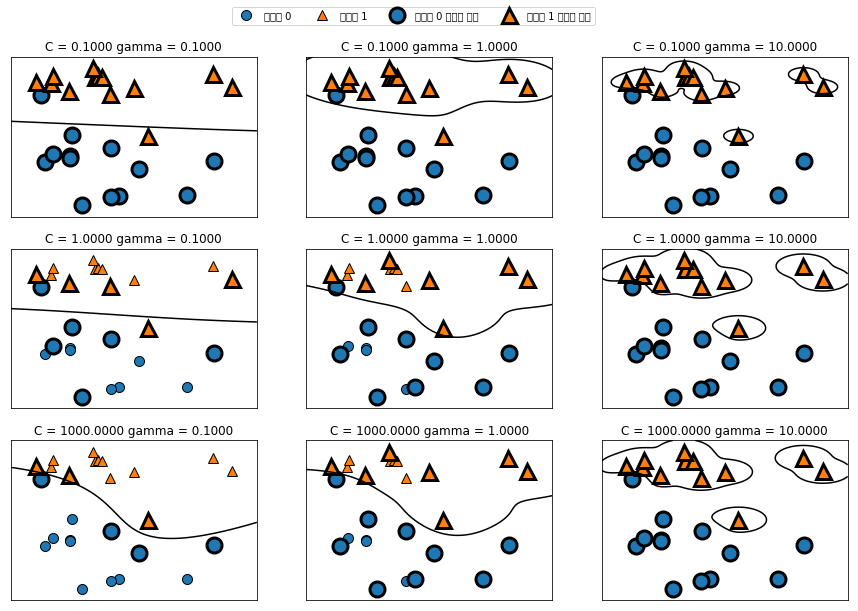 클래스 0 클래스 1 클래스 0 서포트 벡터 클래스 1 서포트 벡터
C = 0.1000 gamma = 0.1000 C = 0.1000 gamma = 1.0000 C = 0.1000 gamma = 10.0000
C = 1.0000 gamma = 0.1000 C = 1.0000 gamma = 1.0000 C = 1.0000 gamma = 10.0000
C = 1000.0000 gamma = 0.1000 C = 1000.0000 gamma = 1.0000 C = 1000.0000 gamma = 10.0000